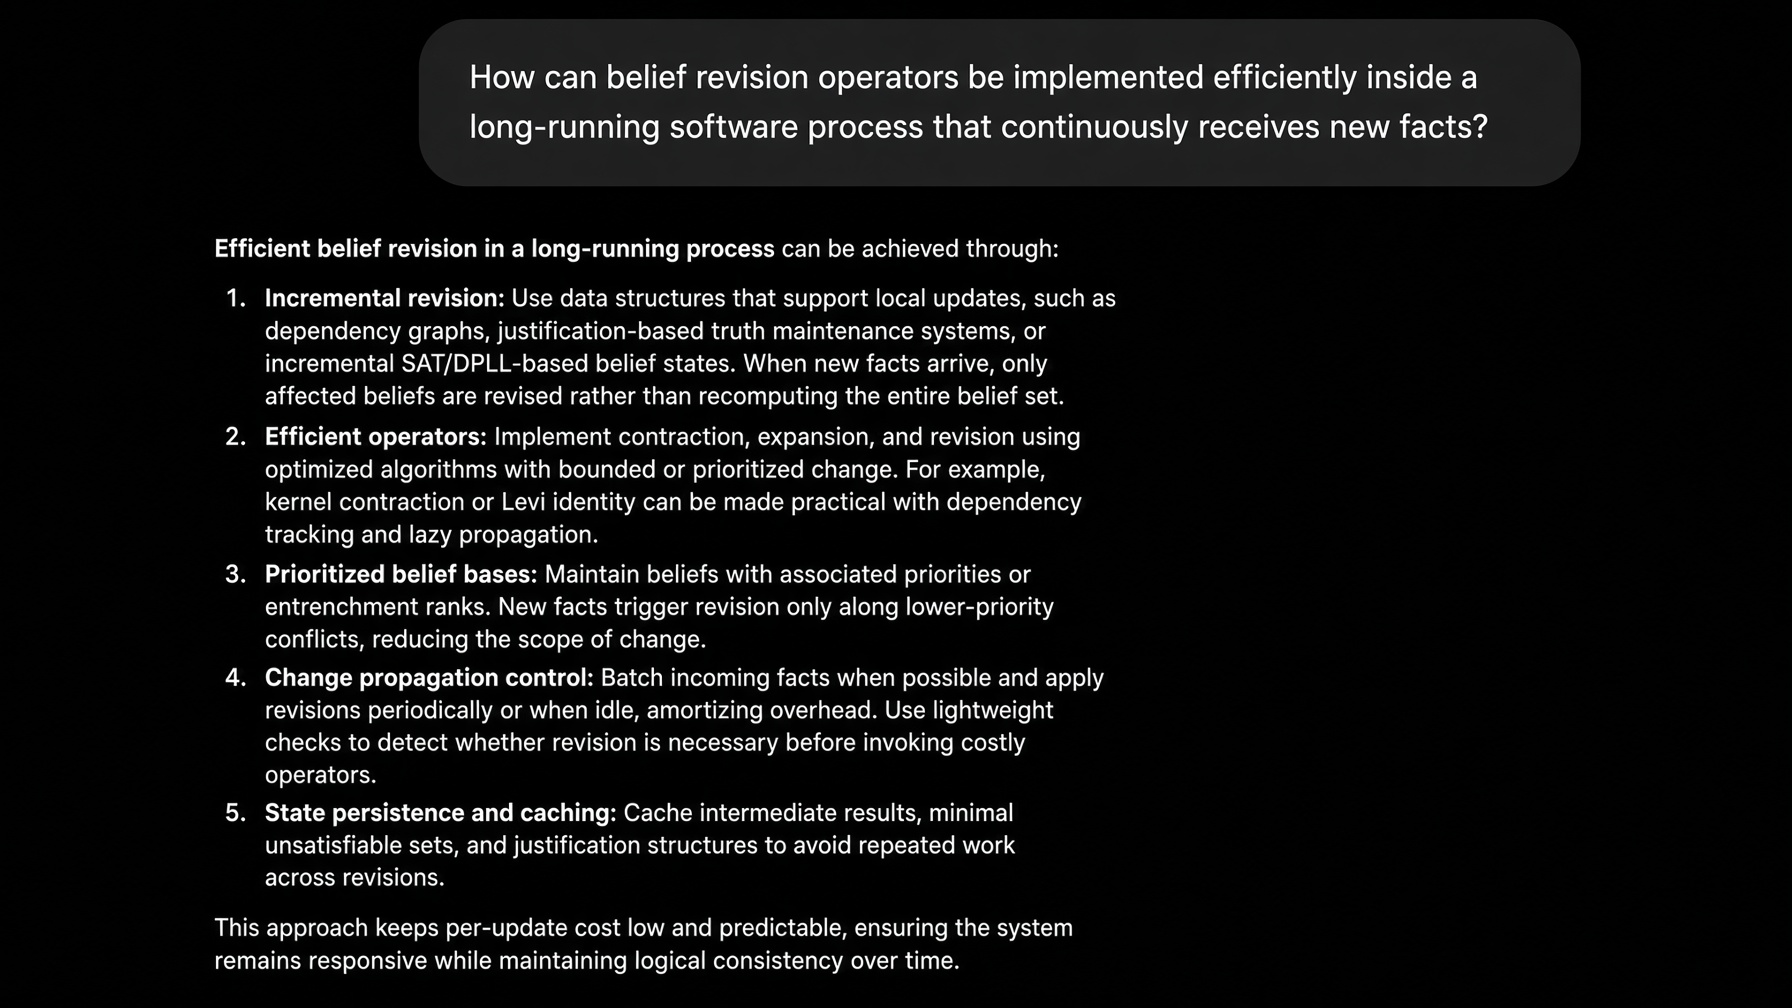 How can belief revision operators be implemented efficiently inside a
long-running software process that continuously receives new facts?
Efficient belief revision in a long-running process can be achieved through:
1. Incremental revision: Use data structures that support local updates, such as
dependency graphs, justification-based truth maintenance systems, or
incremental SAT/DPLL-based belief states. When new facts arrive, only
affected beliefs are revised rather than recomputing the entire belief set.
2. Efficient operators: Implement contraction, expansion, and revision using
optimized algorithms with bounded or prioritized change. For example,
kernel contraction or Levi identity can be made practical with dependency
tracking and lazy propagation.
3. Prioritized belief bases: Maintain beliefs with associated priorities or
entrenchment ranks. New facts trigger revision only along lower-priority
conflicts, reducing the scope of change.
4. Change propagation control: Batch incoming facts when possible and apply
revisions periodically or when idle, amortizing overhead. Use lightweight
checks to detect whether revision is necessary before invoking costly
operators.
5. State persistence and caching: Cache intermediate results, minimal
unsatisfiable sets, and justification structures to avoid repeated work
across revisions.
This approach keeps per-update cost low and predictable, ensuring the system
remains responsive while maintaining logical consistency over time.